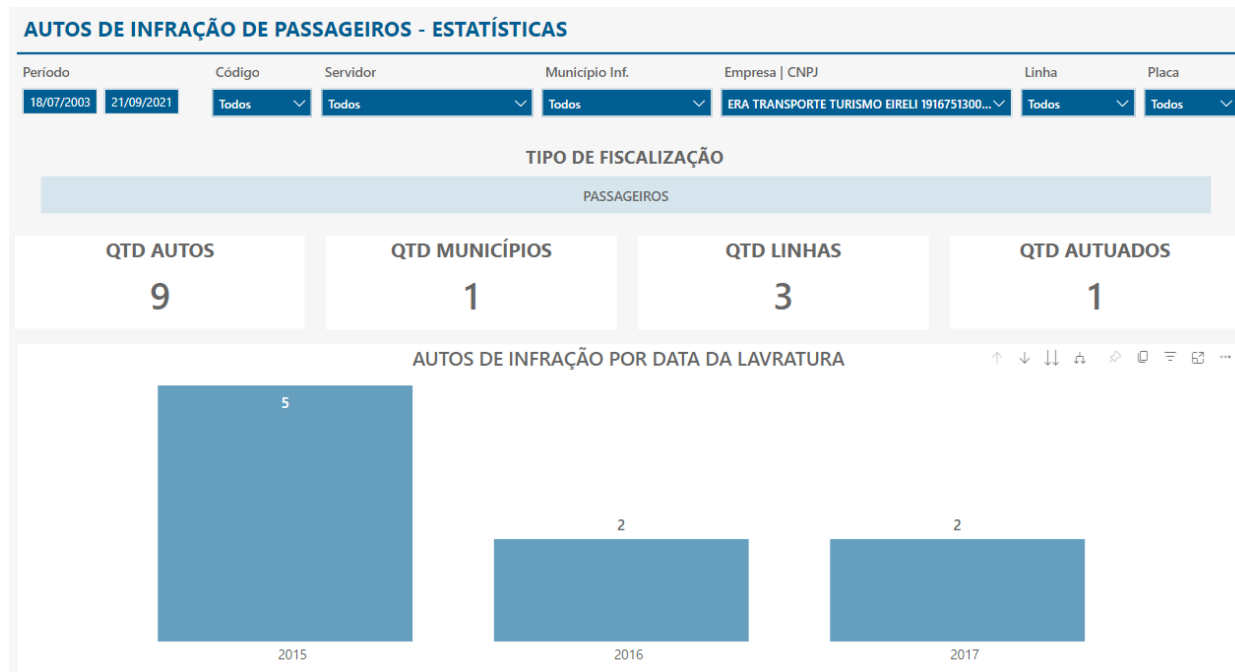 AUTOS DE INFRAÇÃO DE PASSAGEIROS - ESTATÍSTICAS
Período Código Servidor Município Inf. Empresa | CNPJ Linha Placa
18/07/2003 21/09/2021 Todos Todos Todos ERA TRANSPORTE TURISMO EIRELI 1916751300... Todos Todos
TIPO DE FISCALIZAÇÃO
PASSAGEIROS
QTD AUTOS QTD MUNICÍPIOS QTD LINHAS QTD AUTUADOS
9 1 3 1
AUTOS DE INFRAÇÃO POR DATA DA LAVRATURA
5
2 2
2015 2016 2017